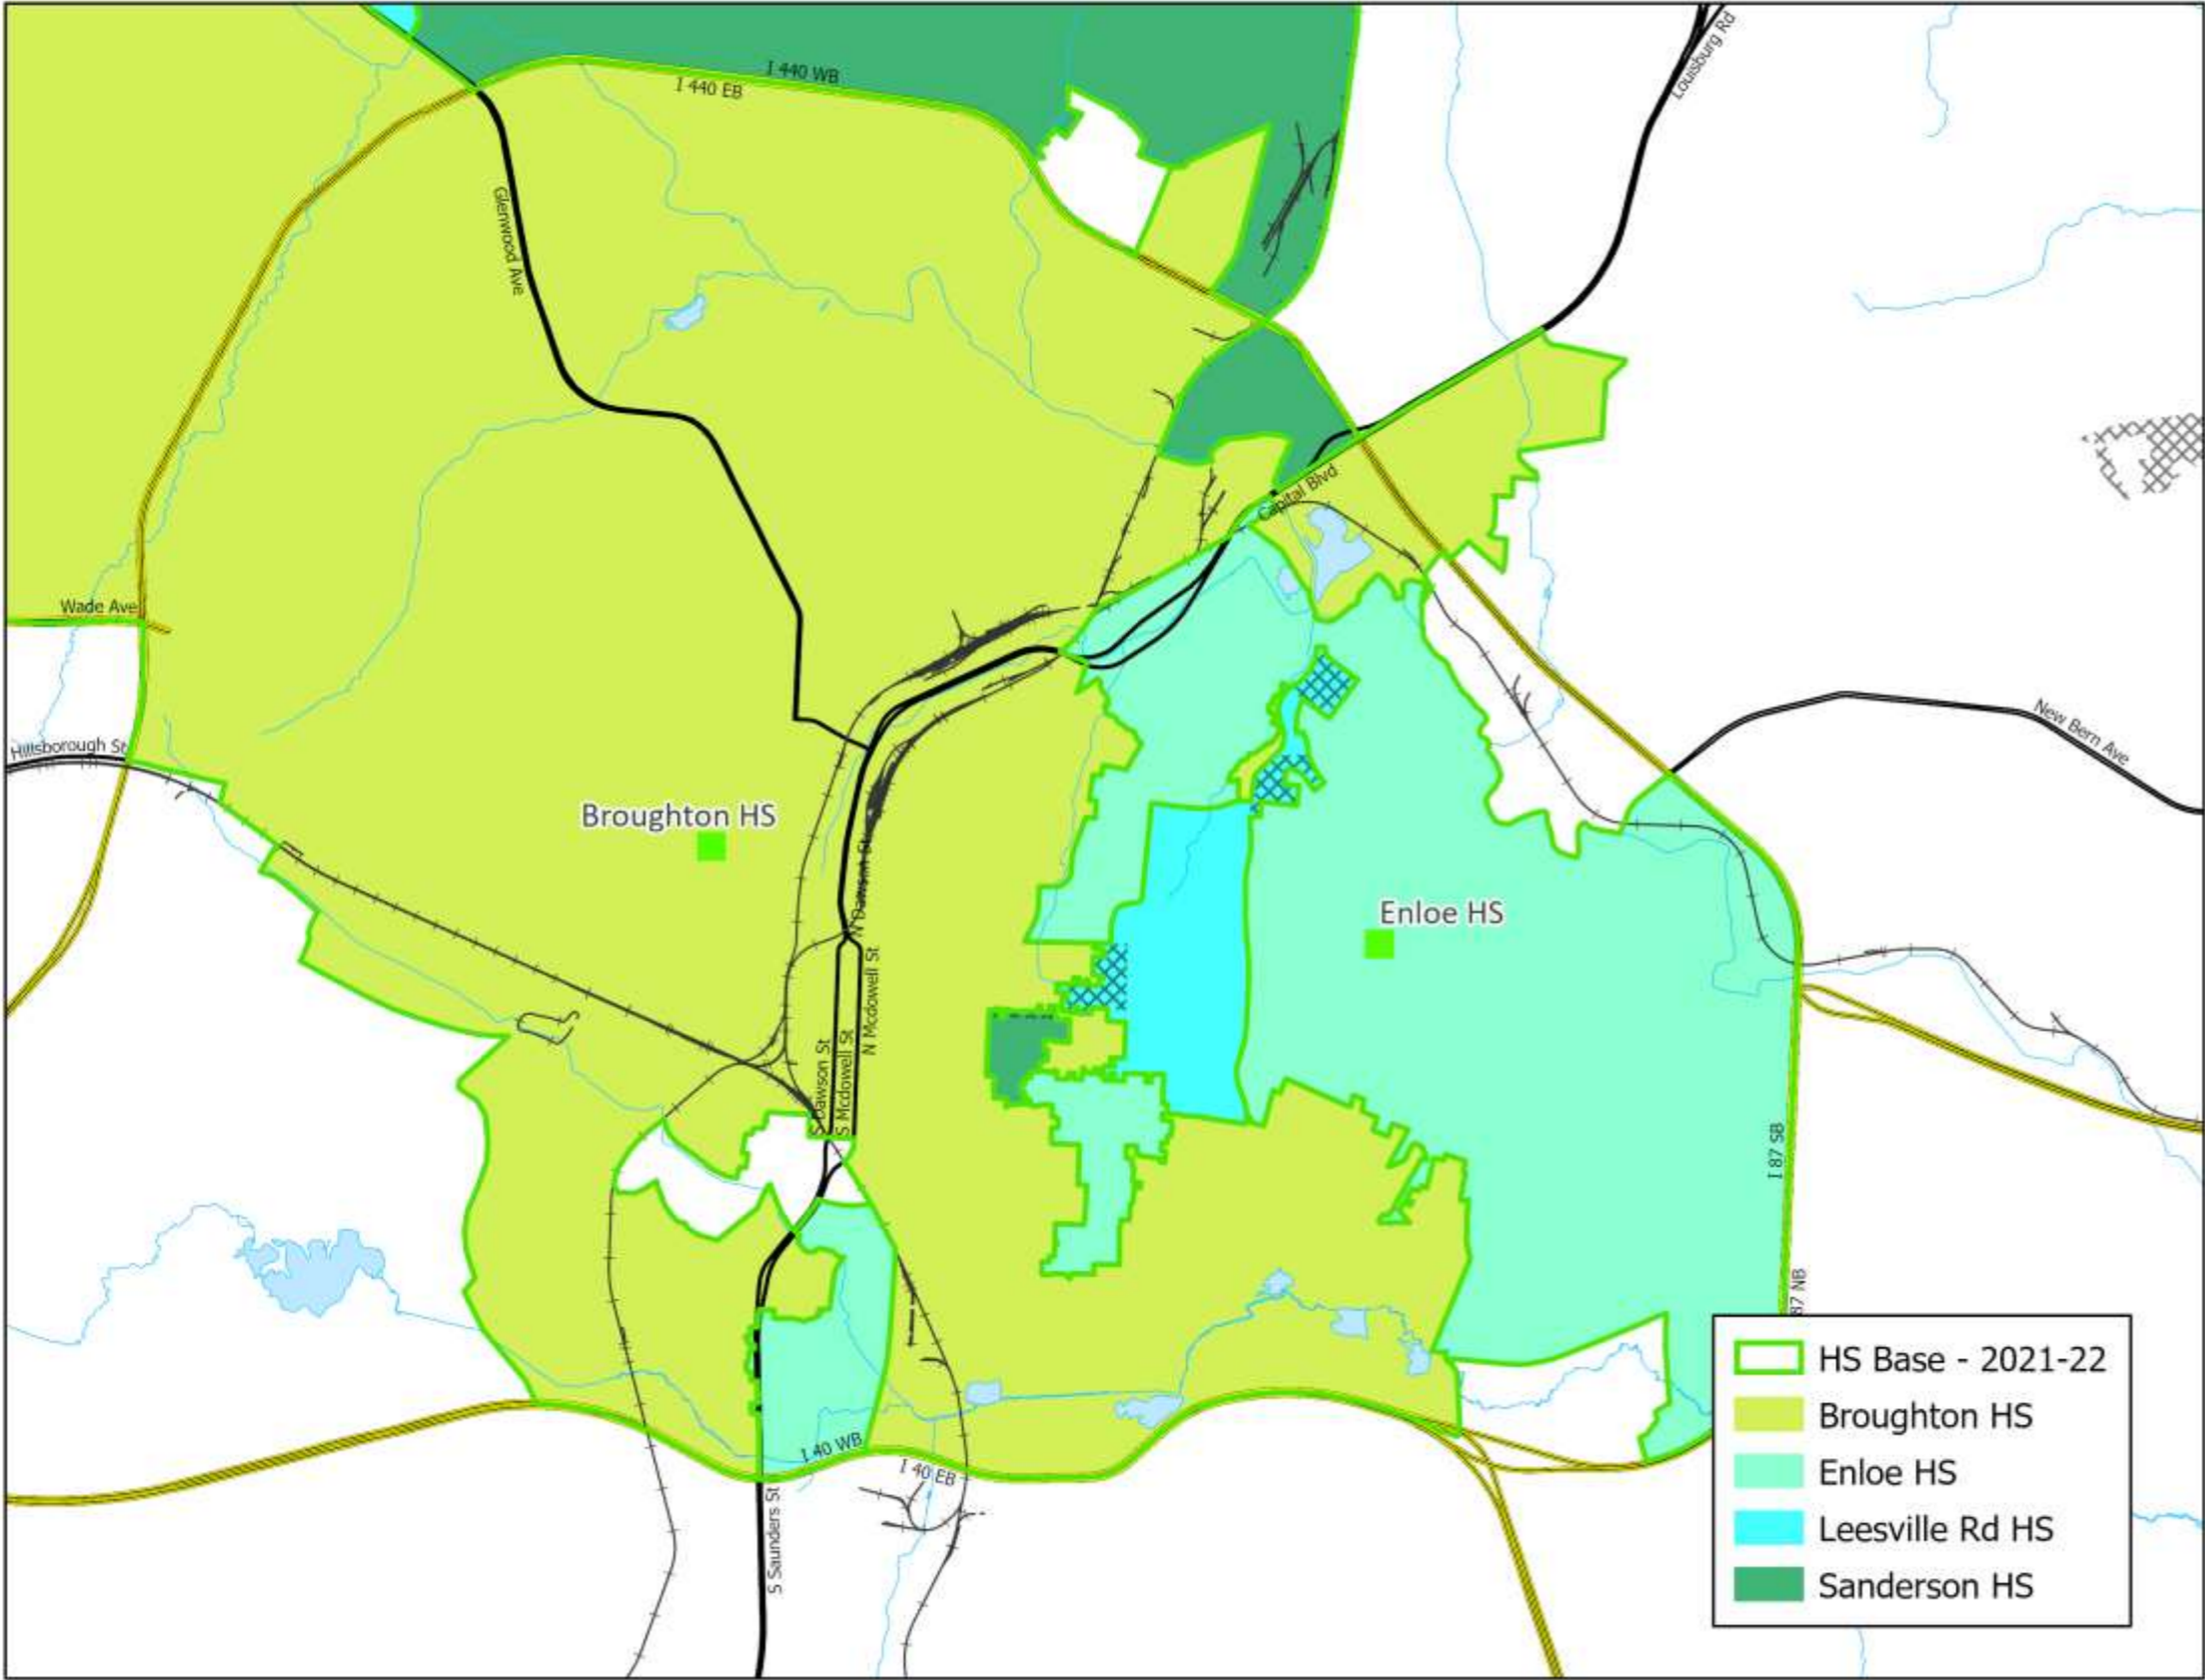 Louisburg Rd
I 440 WB
I 440 EB
Glenwood Ave
Capital Blvd
Wade Ave
New Bern Ave
Hillsborough St
Broughton HS
N Dawson St
Enloe HS
N Mcdowell St
S Dawson St
S Mcdowell St
I 87 SB
87 NB
I 40 WB
I 40 EB
S Saunders St
HS Base - 2021-22
Broughton HS
Enloe HS
Leesville Rd HS
Sanderson HS